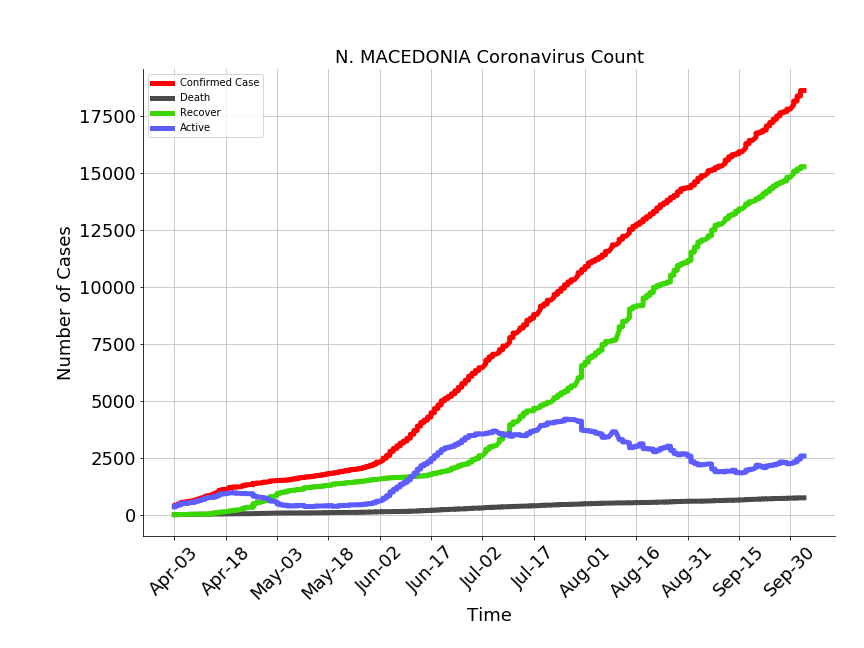 N. MACEDONIA Coronavirus Count
Confirmed Case
Death
Recover
Active
Number of Cases
17500
15000
12500
10000
7500
5000
2500
0
Apr-03
Apr-18
May-03
May-18
Jun-02
Jun-17
Jul-02
Jul-17
Aug-01
Aug-16
Aug-31
Sep-15
Sep-30
Time